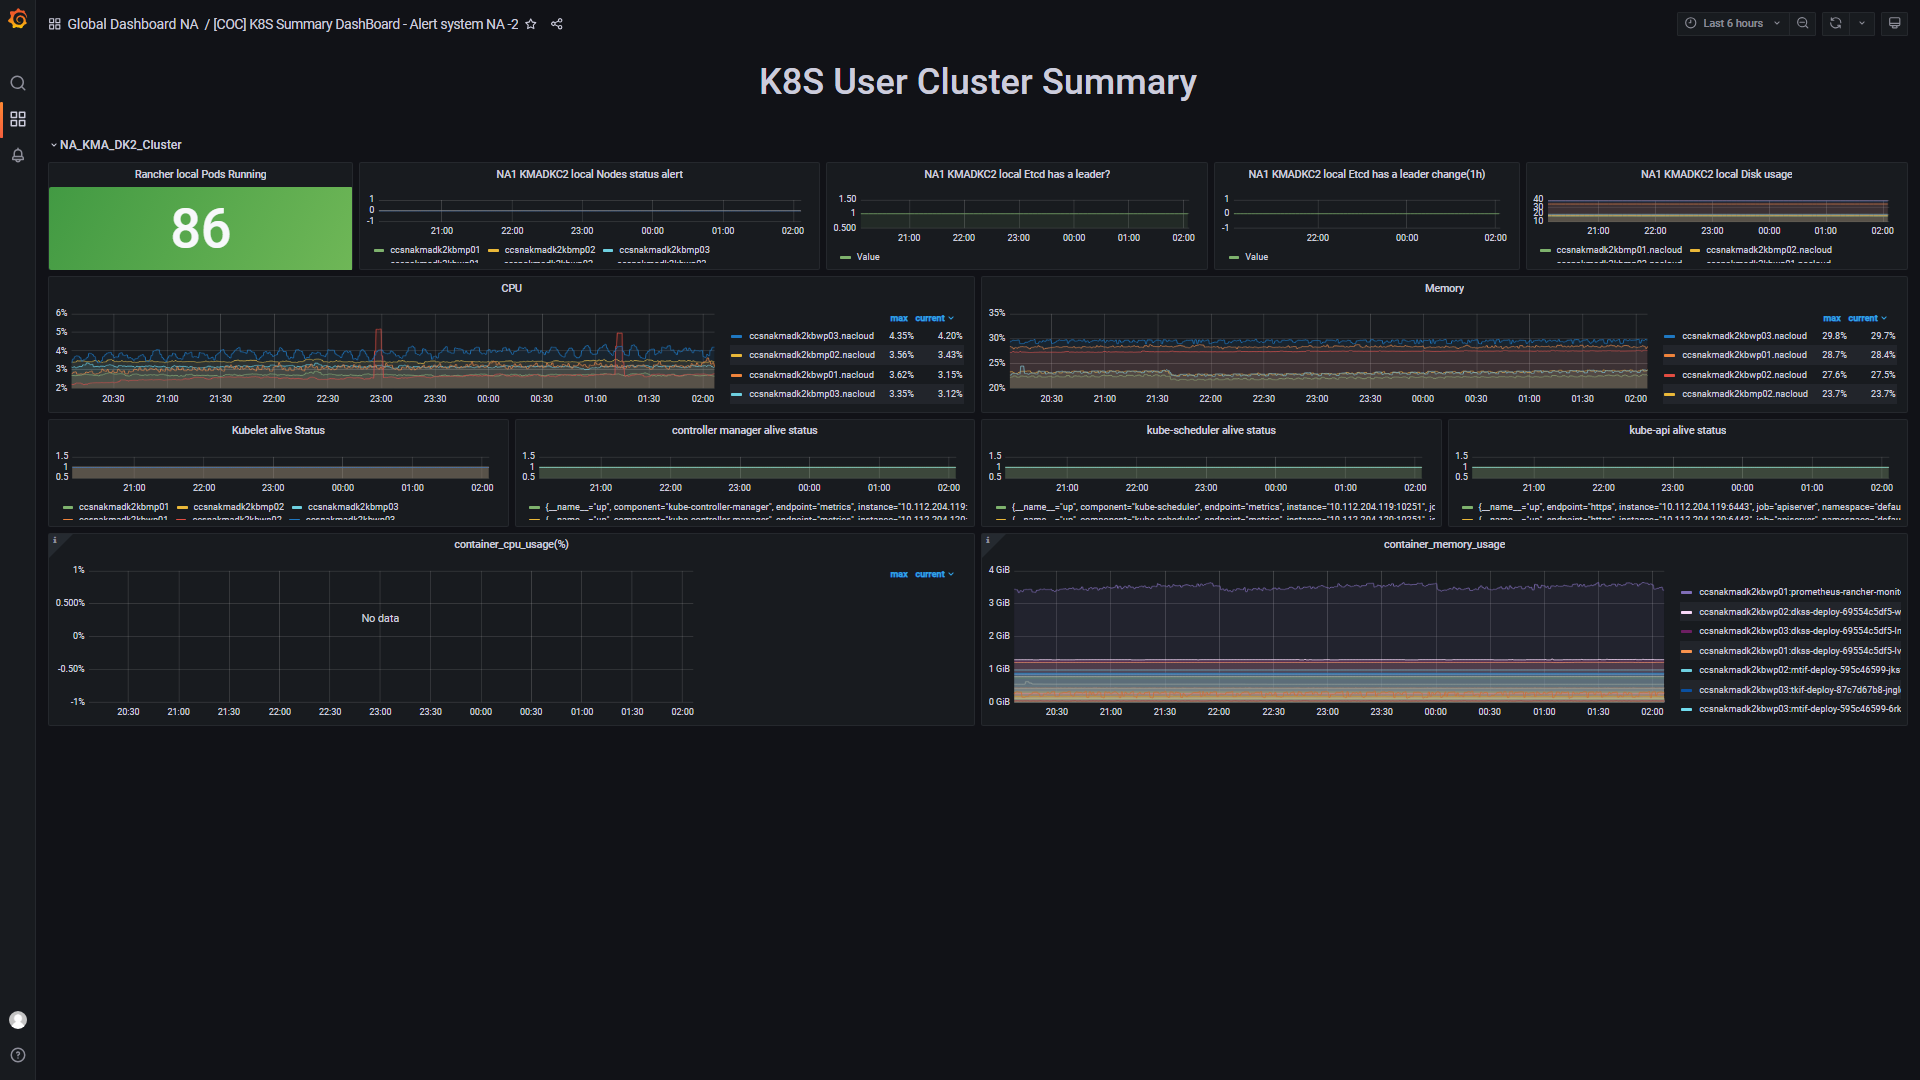 Global Dashboard NA / [COC] K8S Summary DashBoard - Alert system NA -2
Last 6 hours
K8S User Cluster Summary
NA_KMA_DK2_Cluster
Rancher local Pods Running
86
NA1 KMADKC2 local Nodes status alert
1
0
-1
21:00 22:00 23:00 00:00 01:00 02:00
ccsnakmadk2kbmp01 ccsnakmadk2kbmp02 ccsnakmadk2kbmp03
NA1 KMADKC2 local Etcd has a leader?
1.50
1
0.500
21:00 22:00 23:00 00:00 01:00 02:00
Value
NA1 KMADKC2 local Etcd has a leader change(1h)
1
0
-1
22:00 00:00 02:00
Value
NA1 KMADKC2 local Disk usage
40
30
20
10
21:00 22:00 23:00 00:00 01:00 02:00
ccsnakmadk2kbmp01.nacloud ccsnakmadk2kbmp02.nacloud
CPU
6%
5%
4%
3%
2%
20:30 21:00 21:30 22:00 22:30 23:00 23:30 00:00 00:30 01:00 01:30 02:00
max current
ccsnakmadk2kbwp03.nacloud 4.35% 4.20%
ccsnakmadk2kbmp02.nacloud 3.56% 3.43%
ccsnakmadk2kbwp01.nacloud 3.62% 3.15%
ccsnakmadk2kbmp03.nacloud 3.35% 3.12%
Memory
35%
30%
25%
20%
20:30 21:00 21:30 22:00 22:30 23:00 23:30 00:00 00:30 01:00 01:30 02:00
max current
ccsnakmadk2kbwp03.nacloud 29.8% 29.7%
ccsnakmadk2kbwp01.nacloud 28.7% 28.4%
ccsnakmadk2kbwp02.nacloud 27.6% 27.5%
ccsnakmadk2kbmp02.nacloud 23.7% 23.7%
Kubelet alive Status
1.5
1
0.5
21:00 22:00 23:00 00:00 01:00 02:00
ccsnakmadk2kbmp01 ccsnakmadk2kbmp02 ccsnakmadk2kbmp03
controller manager alive status
1.5
1
0.5
21:00 22:00 23:00 00:00 01:00 02:00
{__name__="up", component="kube-controller-manager", endpoint="metrics", instance="10.112.204.119:
kube-scheduler alive status
1.5
1
0.5
21:00 22:00 23:00 00:00 01:00 02:00
{__name__="up", component="kube-scheduler", endpoint="metrics", instance="10.112.204.119:10251", jc
kube-api alive status
1.5
1
0.5
21:00 22:00 23:00 00:00 01:00 02:00
{__name__="up", endpoint="https", instance="10.112.204.119:6443", job="apiserver", namespace="defau
container_cpu_usage(%)
1%
0.500%
0%
-0.50%
-1%
No data
20:30 21:00 21:30 22:00 22:30 23:00 23:30 00:00 00:30 01:00 01:30 02:00
max current
container_memory_usage
4 GiB
3 GiB
2 GiB
1 GiB
0 GiB
20:30 21:00 21:30 22:00 22:30 23:00 23:30 00:00 00:30 01:00 01:30 02:00
ccsnakmadk2kbwp01:prometheus-rancher-monit
ccsnakmadk2kbwp02:dkss-deploy-69554c5df5-w
ccsnakmadk2kbwp03:dkss-deploy-69554c5df5-ln
ccsnakmadk2kbwp01:dkss-deploy-69554c5df5-lv
ccsnakmadk2kbwp02:mtif-deploy-595c46599-jks
ccsnakmadk2kbwp03:tkif-deploy-87c7d67b8-jngl
ccsnakmadk2kbwp03:mtif-deploy-595c46599-6rk